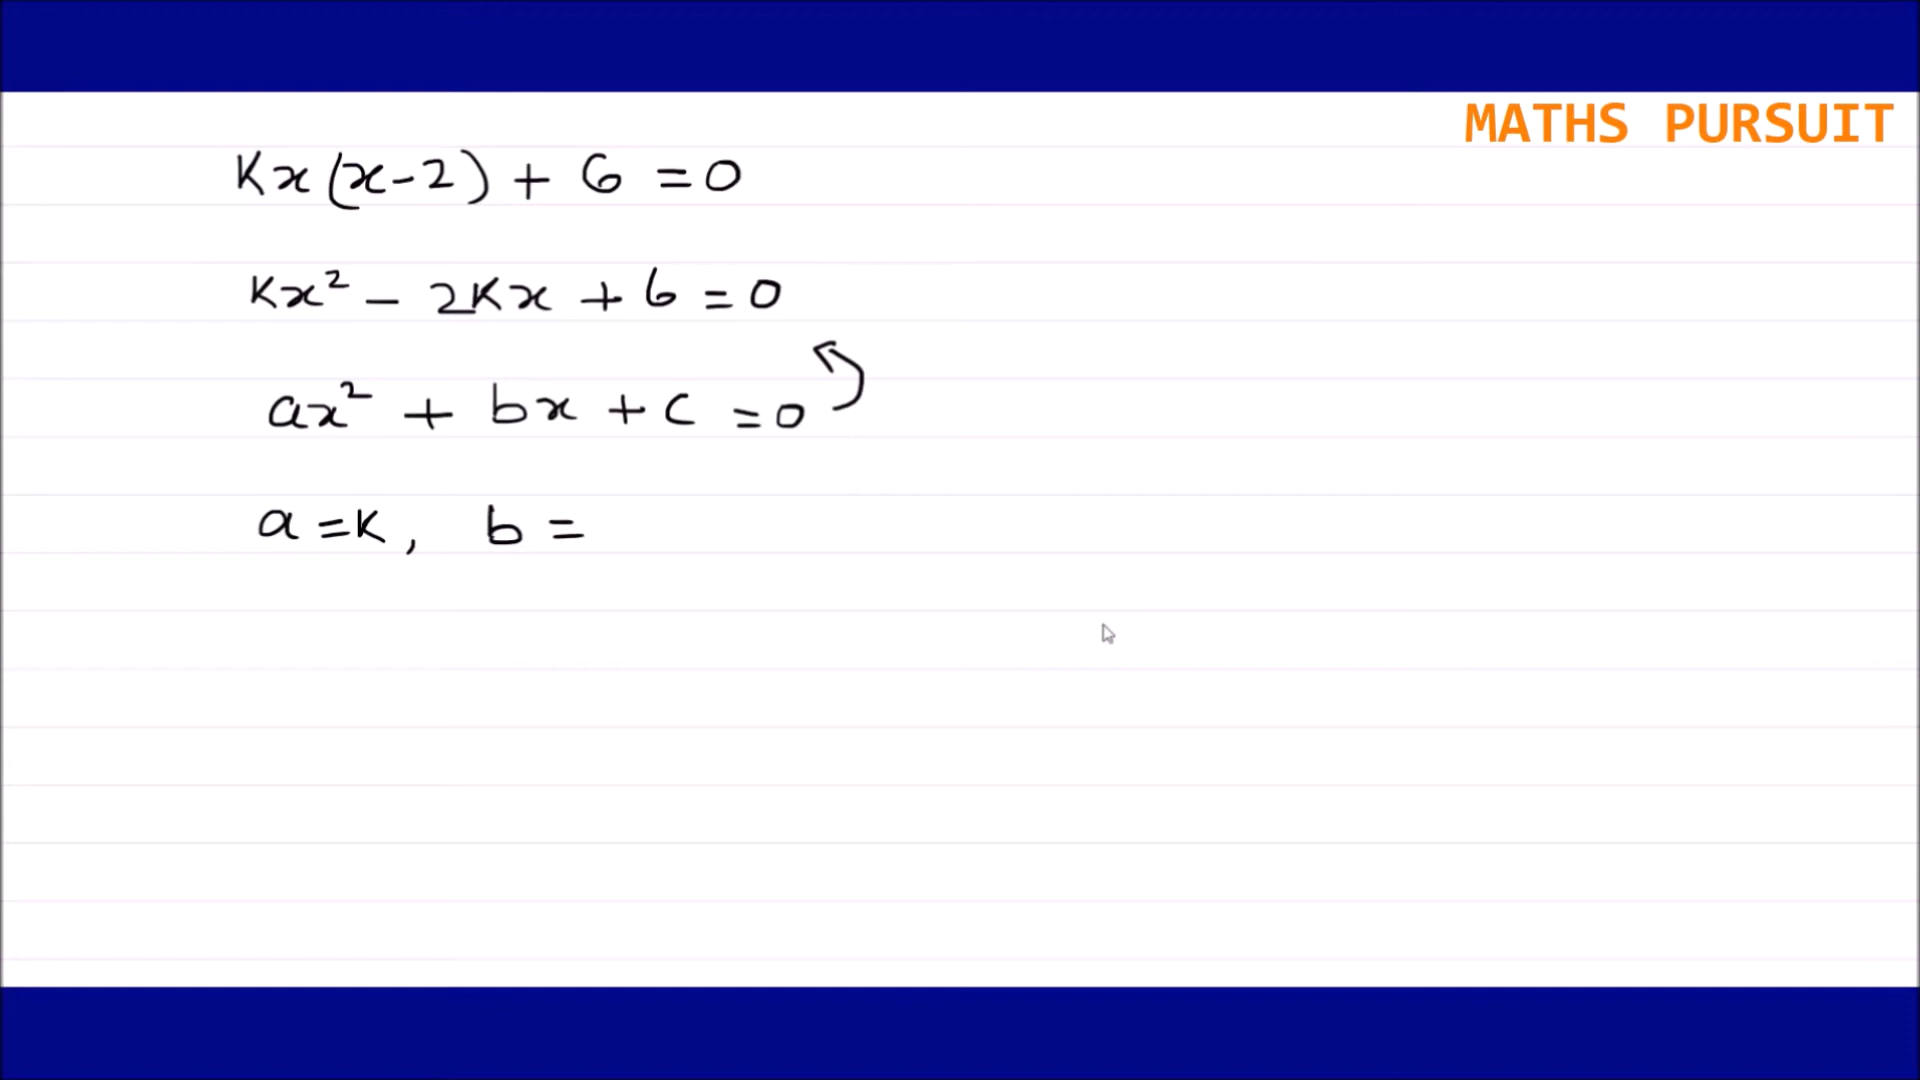 MATHS PURSUIT
Kx(x-2) + 6 = 0
Kx² - 2Kx + 6 = 0
ax² + bx + c = 0
a = K, b =